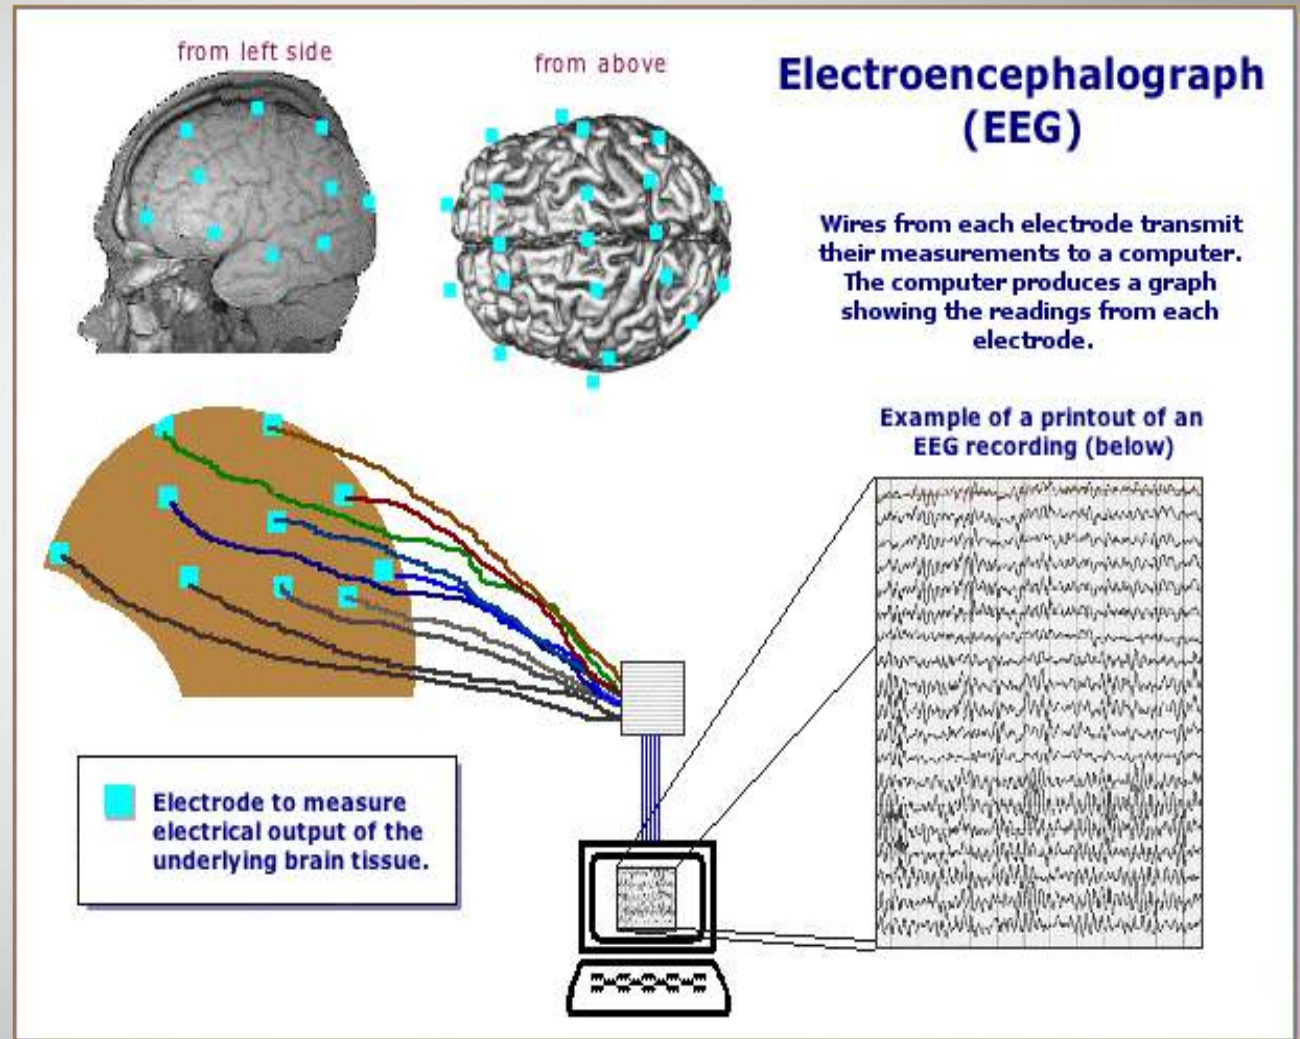 from left side
from above
Electroencephalograph
(EEG)
Wires from each electrode transmit
their measurements to a computer.
The computer produces a graph
showing the readings from each
electrode.
Example of a printout of an
EEG recording (below)
Electrode to measure
electrical output of the
underlying brain tissue.